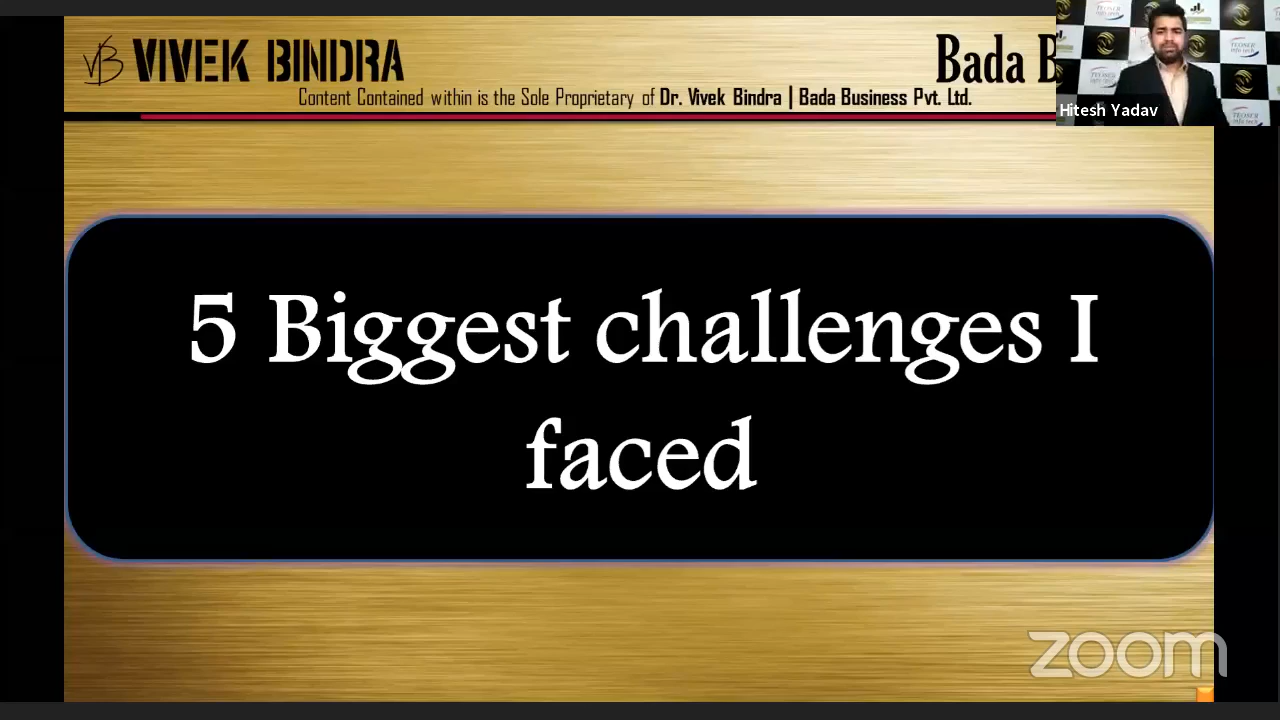 VB VIVEK BINDRA
Bada B
Content Contained within is the Sole Proprietary of Dr. Vivek Bindra | Bada Business Pvt. Ltd.
Hitesh Yadav
5 Biggest challenges I
faced
zoom